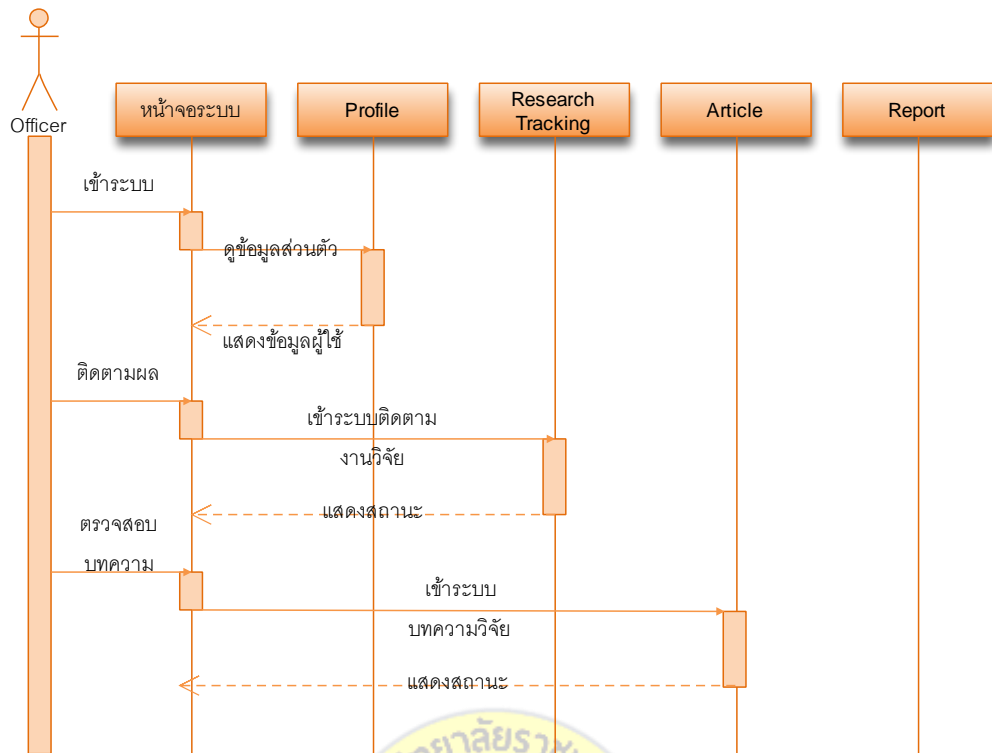 Officer
หน้าจอระบบ
Profile
Research
Tracking
Article
Report
เข้าระบบ
ดูข้อมูลส่วนตัว
แสดงข้อมูลผู้ใช้
ติดตามผล
เข้าระบบติดตาม
งานวิจัย
แสดงสถานะ
ตรวจสอบ
บทความ
เข้าระบบ
บทความวิจัย
แสดงสถานะ